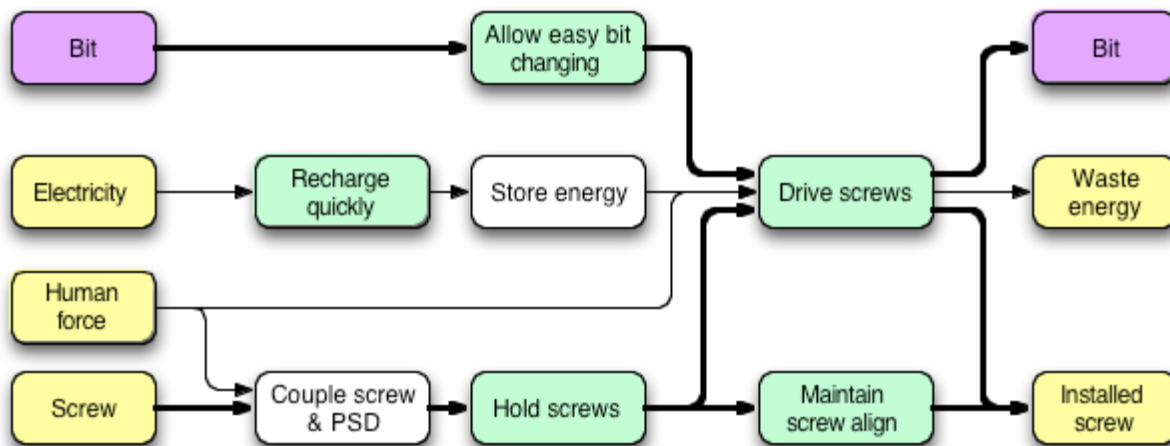 Bit
Allow easy bit
changing
Bit
Electricity
Recharge
quickly
Store energy
Drive screws
Waste
energy
Human
force
Screw
Couple screw
& PSD
Hold screws
Maintain
screw align
Installed
screw